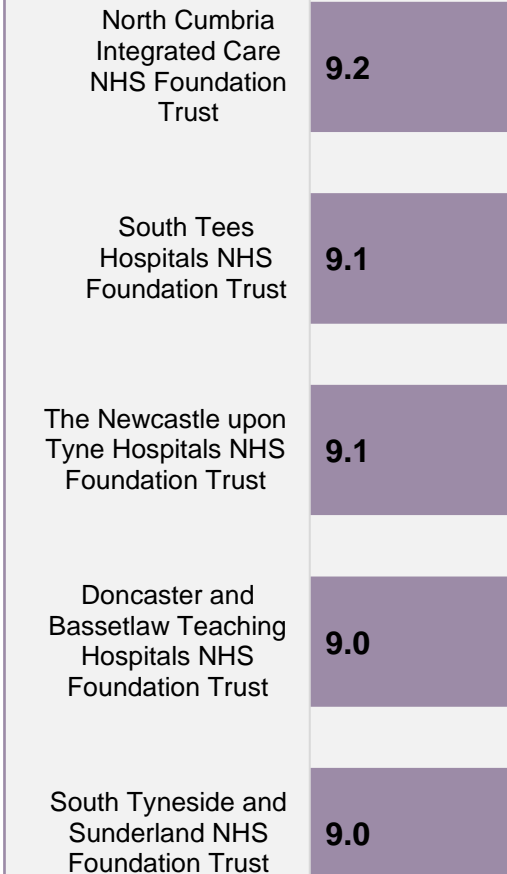 North Cumbria
Integrated Care
NHS Foundation
Trust
9.2
South Tees
Hospitals NHS
Foundation Trust
9.1
The Newcastle upon
Tyne Hospitals NHS
Foundation Trust
9.1
Doncaster and
Bassetlaw Teaching
Hospitals NHS
Foundation Trust
9.0
South Tyneside and
Sunderland NHS
Foundation Trust
9.0